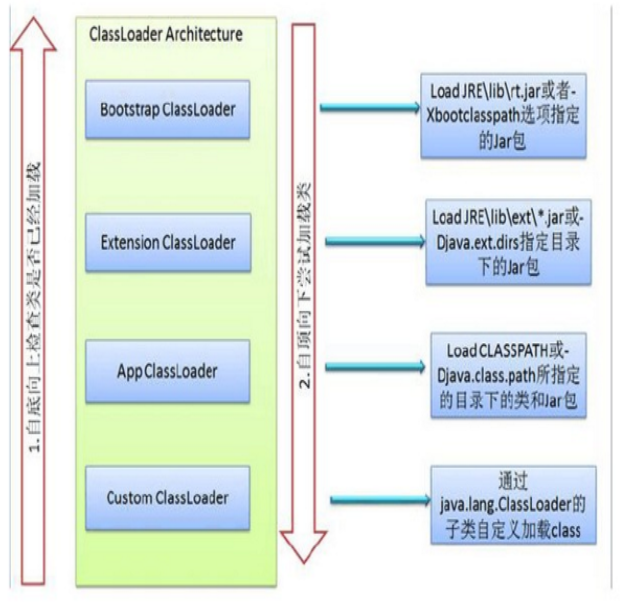 ClassLoader Architecture
1.自底向上检查类是否已经加载
2.自顶向下尝试加载类
Bootstrap ClassLoader
Load JRE\lib\rt.jar或者-
Xbootclasspath选项指定
的Jar包
Extension ClassLoader
Load JRE\lib\ext\*.jar或-
Djava.ext.dirs指定目录
下的Jar包
App ClassLoader
Load CLASSPATH或-
Djava.class.path所指定
的目录下的类和Jar包
Custom ClassLoader
通过
java.lang.ClassLoader的
子类自定义加载class